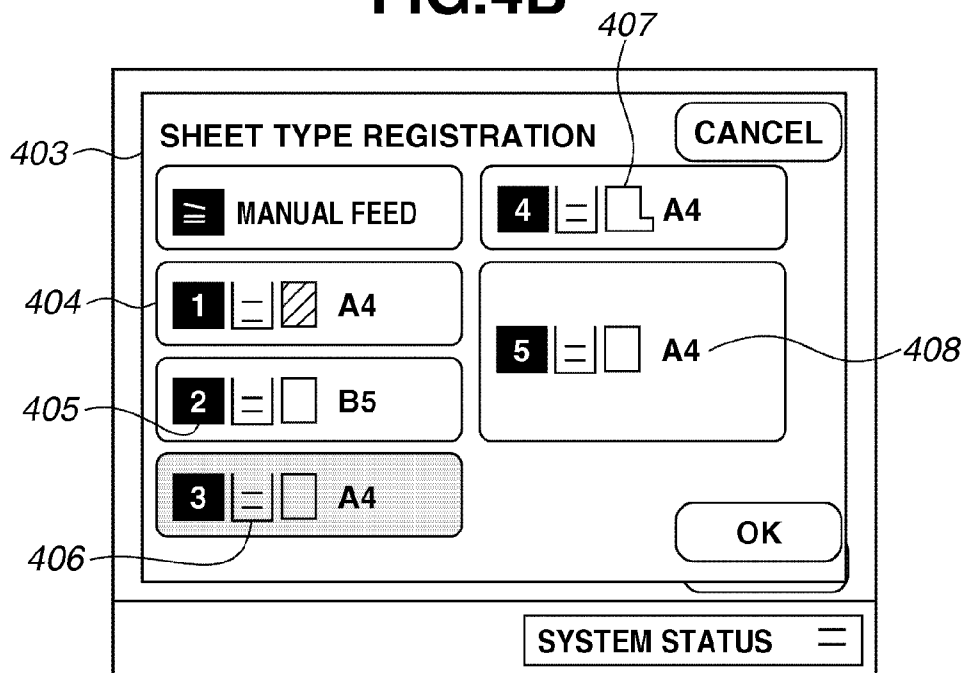 FIG.4B
407
403
SHEET TYPE REGISTRATION
CANCEL
MANUAL FEED
4 A4
404
1 A4
5 A4
408
405
2 B5
3 A4
406
OK
SYSTEM STATUS